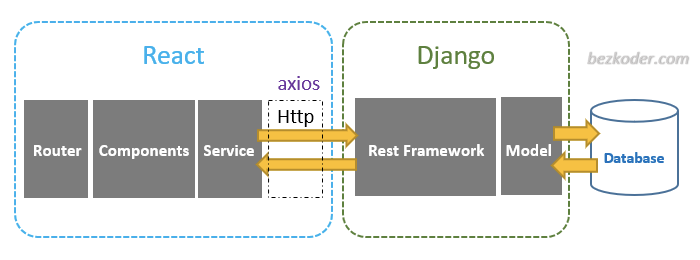 React
Django
bezkoder.com
axios
Http
Router
Components
Service
Rest Framework
Model
Database